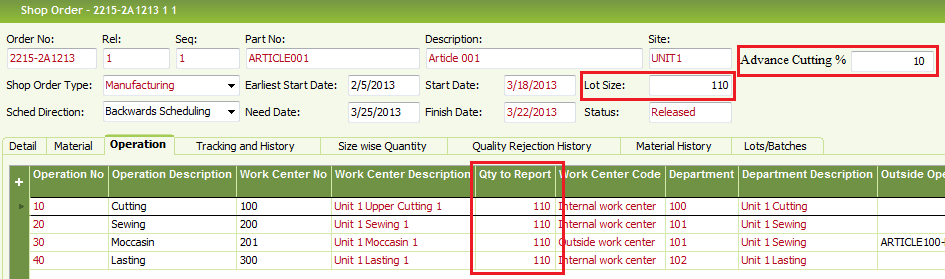 Shop Order - 2215-2A1213 1 1
Order No: Rel: Seq: Part No: Description: Site:
2215-2A1213 1 1 ARTICLE001 Article 001 UNIT1 Advance Cutting % 10
Shop Order Type: Manufacturing Earliest Start Date: 2/5/2013 Start Date: 3/18/2013 Lot Size: 110
Sched Direction: Backwards Scheduling Need Date: 3/25/2013 Finish Date: 3/22/2013 Status: Released
Detail Material Operation Tracking and History Size wise Quantity Quality Rejection History Material History Lots/Batches
Operation No Operation Description Work Center No Work Center Description Qty to Report Work Center Code Department Department Description Outside Ope
10 Cutting 100 Unit 1 Upper Cutting 1 110 Internal work center 100 Unit 1 Cutting
20 Sewing 200 Unit 1 Sewing 1 110 Internal work center 101 Unit 1 Sewing
30 Moccasin 201 Unit 1 Moccasin 1 110 Outside work center 101 Unit 1 Sewing ARTICLE100+
40 Lasting 300 Unit 1 Lasting 1 110 Internal work center 102 Unit 1 Lasting